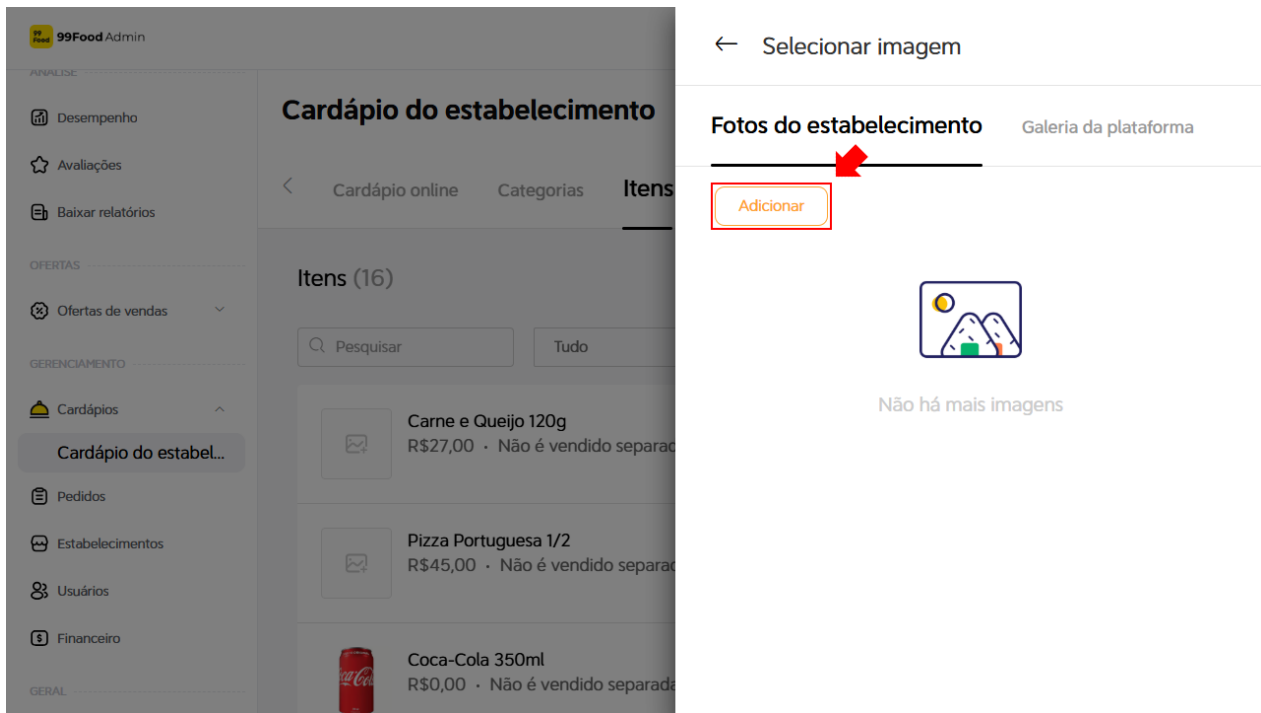 99Food Admin
ANÁLISE
Desempenho
Avaliações
Baixar relatórios
OFERTAS
Ofertas de vendas
GERENCIAMENTO
Cardápios
Cardápio do estabel...
Pedidos
Estabelecimentos
Usuários
Financeiro
GERAL
Cardápio do estabelecimento
Cardápio online Categorias Itens
Itens (16)
Pesquisar Tudo
Carne e Queijo 120g
R$27,00 · Não é vendido separad
Pizza Portuguesa 1/2
R$45,00 · Não é vendido separad
Coca-Cola 350ml
R$0,00 · Não é vendido separada
Selecionar imagem
Fotos do estabelecimento Galeria da plataforma
Adicionar
Não há mais imagens